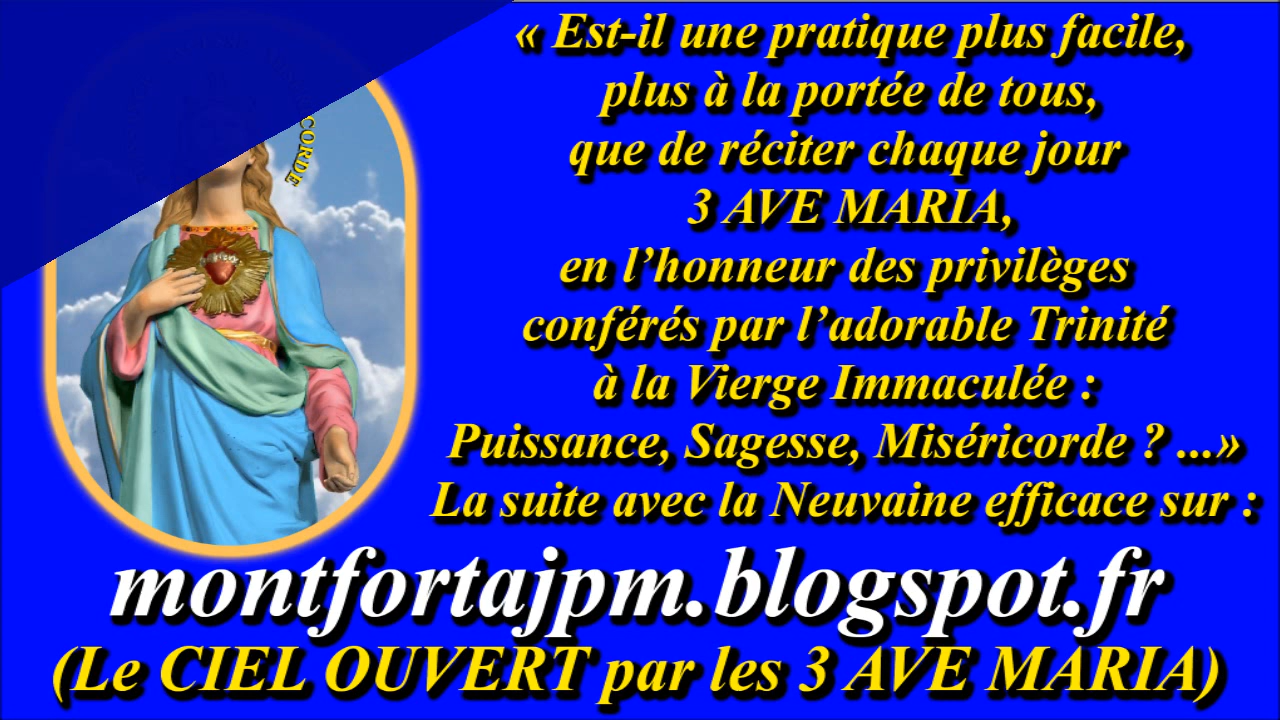 « Est-il une pratique plus facile,
plus à la portée de tous,
que de réciter chaque jour
3 AVE MARIA,
en l’honneur des privilèges
conférés par l’adorable Trinité
à la Vierge Immaculée :
Puissance, Sagesse, Miséricorde ? ...»
La suite avec la Neuvaine efficace sur :
montfortajpm.blogspot.fr
(Le CIEL OUVERT par les 3 AVE MARIA)